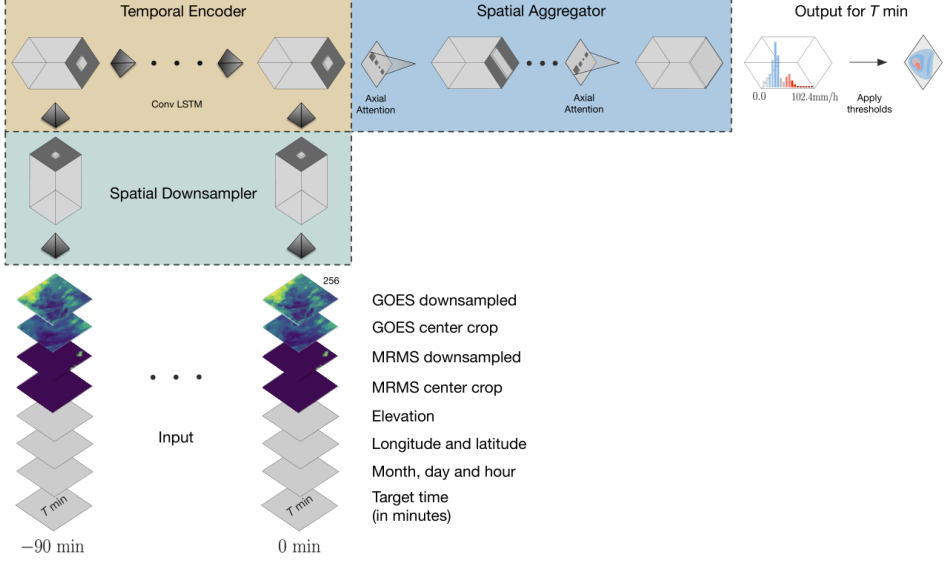 Temporal Encoder
Spatial Aggregator
Output for T min
Conv LSTM
Axial
Attention
Axial
Attention
0.0
102.4mm/h
Apply
thresholds
Spatial Downsampler
256
GOES downsampled
GOES center crop
MRMS downsampled
MRMS center crop
Elevation
Input
Longitude and latitude
Month, day and hour
T min
T min
Target time
(in minutes)
−90 min
0 min